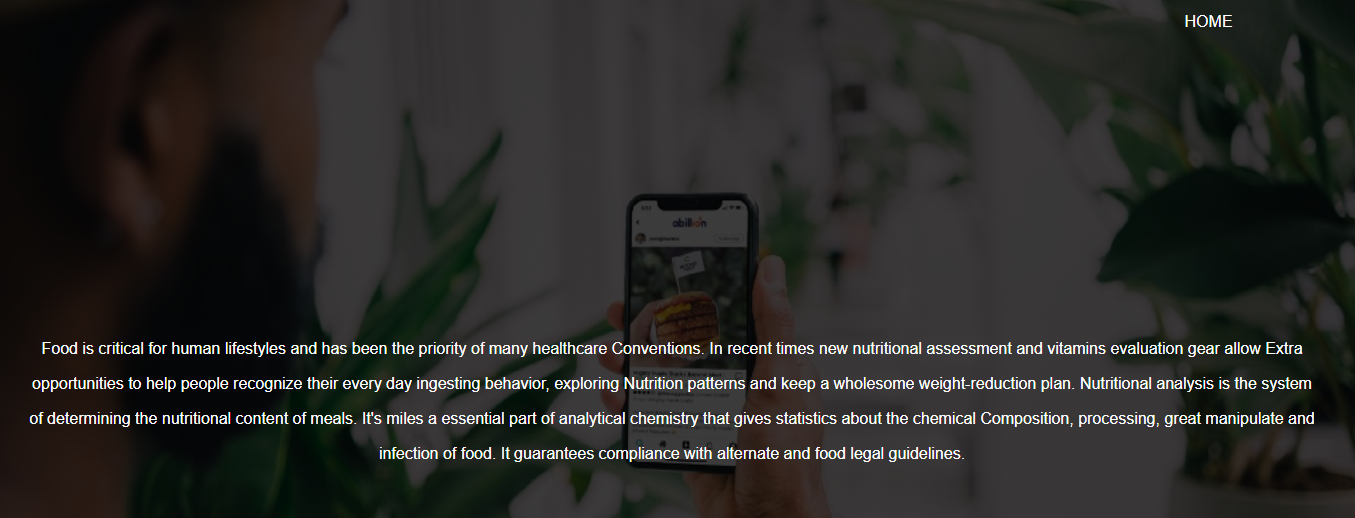 HOME
abillion
Food is critical for human lifestyles and has been the priority of many healthcare Conventions. In recent times new nutritional assessment and vitamins evaluation gear allow Extra
opportunities to help people recognize their every day ingesting behavior, exploring Nutrition patterns and keep a wholesome weight-reduction plan. Nutritional analysis is the system
of determining the nutritional content of meals. It's miles a essential part of analytical chemistry that gives statistics about the chemical Composition, processing, great manipulate and
infection of food. It guarantees compliance with alternate and food legal guidelines.